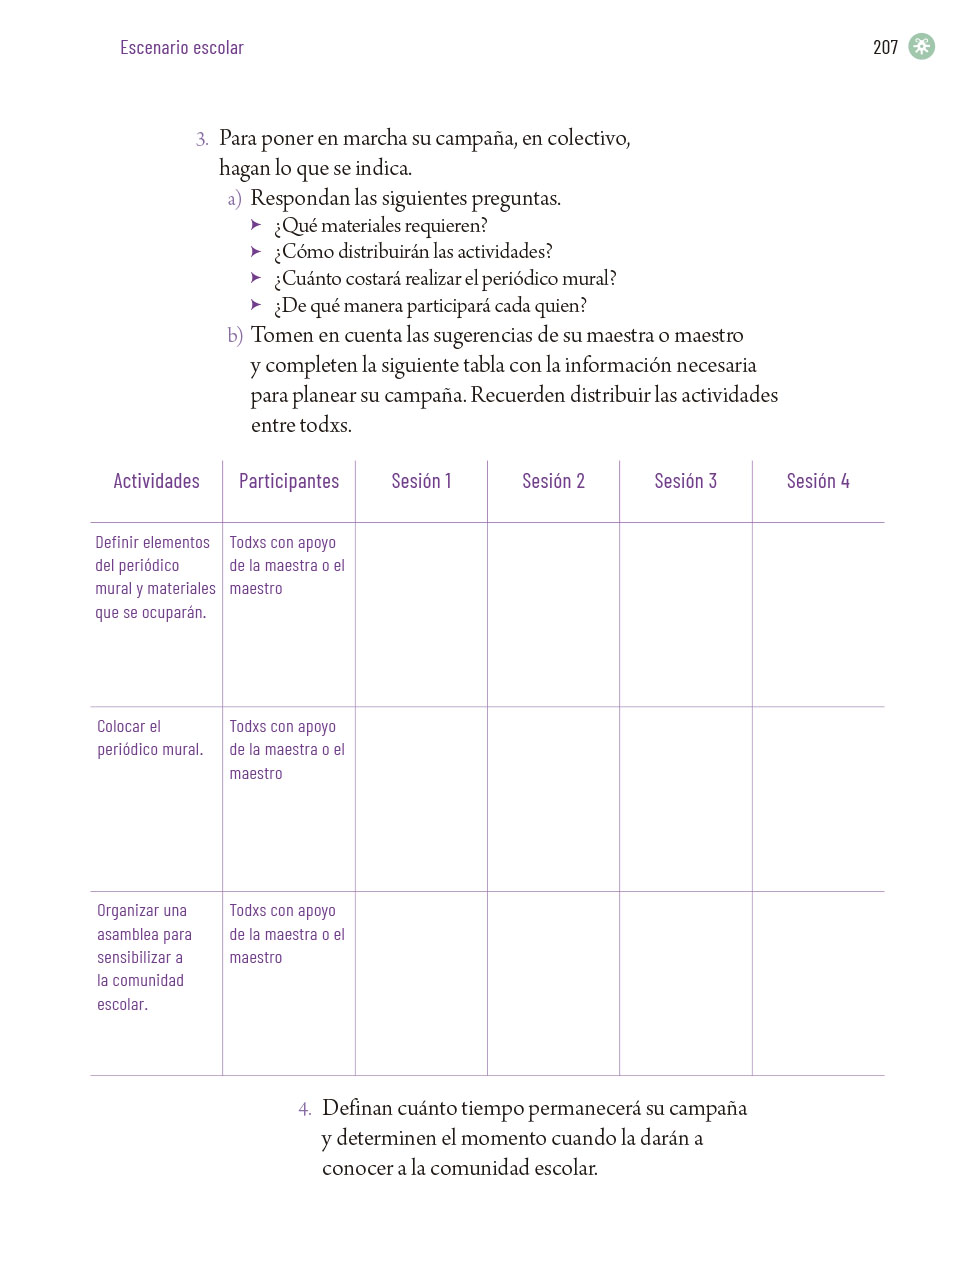 Escenario escolar
207
3. Para poner en marcha su campaña, en colectivo,
hagan lo que se indica.
a) Respondan las siguientes preguntas.
➤ ¿Qué materiales requieren?
➤ ¿Cómo distribuirán las actividades?
➤ ¿Cuánto costará realizar el periódico mural?
➤ ¿De qué manera participará cada quien?
b) Tomen en cuenta las sugerencias de su maestra o maestro
y completen la siguiente tabla con la información necesaria
para planear su campaña. Recuerden distribuir las actividades
entre todxs.
Actividades Participantes Sesión 1 Sesión 2 Sesión 3 Sesión 4
Definir elementos
del periódico
mural y materiales
que se ocuparán.
Todxs con apoyo
de la maestra o el
maestro
Colocar el
periódico mural.
Todxs con apoyo
de la maestra o el
maestro
Organizar una
asamblea para
sensibilizar a
la comunidad
escolar.
Todxs con apoyo
de la maestra o el
maestro
4. Definan cuánto tiempo permanecerá su campaña
y determinen el momento cuando la darán a
conocer a la comunidad escolar.